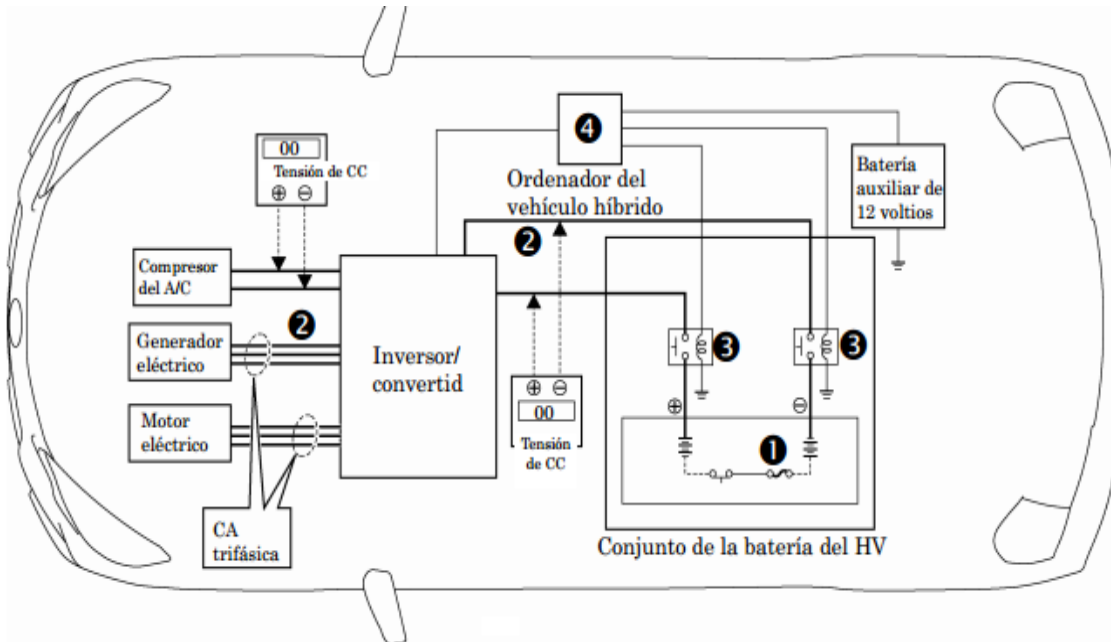 4
00
Tensión de CC
+ −
Ordenador del
vehículo híbrido
Batería
auxiliar de
12 voltios
2
Compresor
del A/C
2
Generador
eléctrico
Inversor/
convertid
3
3
+ −
00
Tensión
de CC
+
−
Motor
eléctrico
1
CA
trifásica
Conjunto de la batería del HV